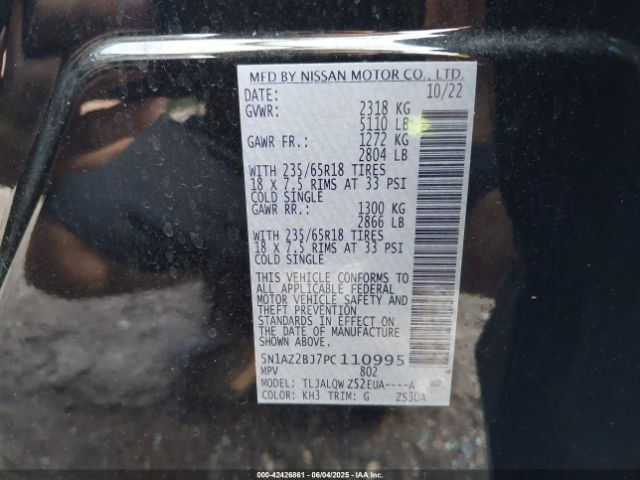 MFD BY NISSAN MOTOR CO., LTD.
DATE: 10/22
GVWR: 2318 KG
5110 LB
GAWR FR.: 1272 KG
2804 LB
WITH 235/65R18 TIRES
18 X 7.5 RIMS AT 33 PSI
COLD SINGLE
GAWR RR.: 1300 KG
2866 LB
WITH 235/65R18 TIRES
18 X 7.5 RIMS AT 33 PSI
COLD SINGLE
THIS VEHICLE CONFORMS TO
ALL APPLICABLE FEDERAL
MOTOR VEHICLE SAFETY AND
THEFT PREVENTION
STANDARDS IN EFFECT ON
THE DATE OF MANUFACTURE
SHOWN ABOVE.
5N1AZ2BJ7PC110995
MPV 802
MODEL: TLJALQW Z52EUA----A
COLOR: KH3 TRIM: G ZS30A
000-42426861 - 06/04/2025 - IAAI.COM